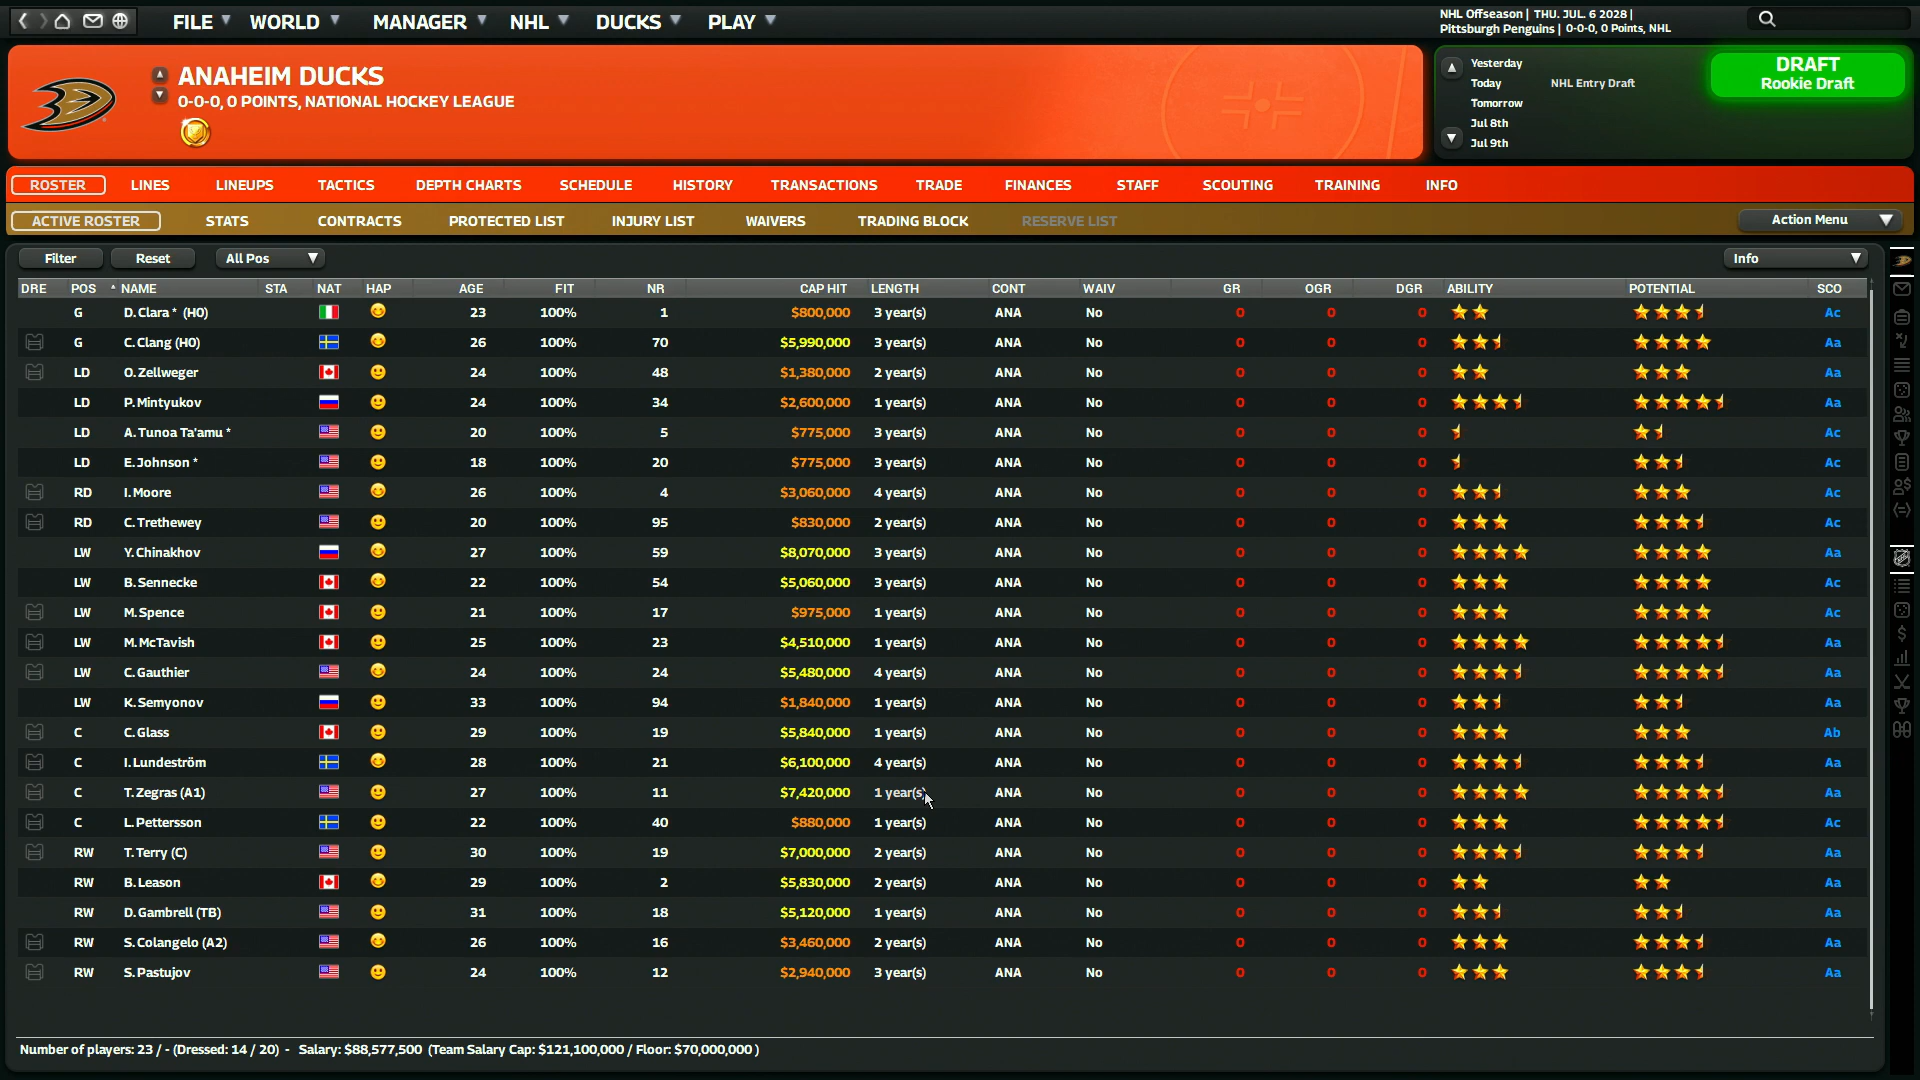 FILE WORLD MANAGER NHL DUCKS PLAY
NHL Offseason | THU. JUL. 6 2028 |
Pittsburgh Penguins | 0-0-0, 0 Points, NHL
ANAHEIM DUCKS
0-0-0, 0 POINTS, NATIONAL HOCKEY LEAGUE
Yesterday
Today NHL Entry Draft
Tomorrow
Jul 8th
Jul 9th
DRAFT
Rookie Draft
ROSTER LINES LINEUPS TACTICS DEPTH CHARTS SCHEDULE HISTORY TRANSACTIONS TRADE FINANCES STAFF SCOUTING TRAINING INFO
ACTIVE ROSTER STATS CONTRACTS PROTECTED LIST INJURY LIST WAIVERS TRADING BLOCK RESERVE LIST Action Menu
Filter Reset All Pos Info
DRE POS NAME STA NAT HAP AGE FIT NR CAP HIT LENGTH CONT WAIV GR OGR DGR ABILITY POTENTIAL SCO
G D. Clara * (H0) 23 100% 1 $800,000 3 year(s) ANA No 0 0 0 Ac
G C. Clang (H0) 26 100% 70 $5,990,000 3 year(s) ANA No 0 0 0 Aa
LD O. Zellweger 24 100% 48 $1,380,000 2 year(s) ANA No 0 0 0 Aa
LD P. Mintyukov 24 100% 34 $2,600,000 1 year(s) ANA No 0 0 0 Aa
LD A. Tunoa Ta'amu * 20 100% 5 $775,000 3 year(s) ANA No 0 0 0 Ac
LD E. Johnson * 18 100% 20 $775,000 3 year(s) ANA No 0 0 0 Ac
RD I. Moore 26 100% 4 $3,060,000 4 year(s) ANA No 0 0 0 Ac
RD C. Trethewey 20 100% 95 $830,000 2 year(s) ANA No 0 0 0 Ac
LW Y. Chinakhov 27 100% 59 $8,070,000 3 year(s) ANA No 0 0 0 Aa
LW B. Sennecke 22 100% 54 $5,060,000 3 year(s) ANA No 0 0 0 Ac
LW M. Spence 21 100% 17 $975,000 1 year(s) ANA No 0 0 0 Ac
LW M. McTavish 25 100% 23 $4,510,000 1 year(s) ANA No 0 0 0 Aa
LW C. Gauthier 24 100% 24 $5,480,000 4 year(s) ANA No 0 0 0 Aa
LW K. Semyonov 33 100% 94 $1,840,000 1 year(s) ANA No 0 0 0 Aa
C C. Glass 29 100% 19 $5,840,000 1 year(s) ANA No 0 0 0 Ab
C I. Lundeström 28 100% 21 $6,100,000 4 year(s) ANA No 0 0 0 Aa
C T. Zegras (A1) 27 100% 11 $7,420,000 1 year(s) ANA No 0 0 0 Aa
C L. Pettersson 22 100% 40 $880,000 1 year(s) ANA No 0 0 0 Ac
RW T. Terry (C) 30 100% 19 $7,000,000 2 year(s) ANA No 0 0 0 Aa
RW B. Leason 29 100% 2 $5,830,000 2 year(s) ANA No 0 0 0 Aa
RW D. Gambrell (TB) 31 100% 18 $5,120,000 1 year(s) ANA No 0 0 0 Aa
RW S. Colangelo (A2) 26 100% 16 $3,460,000 2 year(s) ANA No 0 0 0 Aa
RW S. Pastujov 24 100% 12 $2,940,000 3 year(s) ANA No 0 0 0 Aa
Number of players: 23 / - (Dressed: 14 / 20) - Salary: $88,577,500 (Team Salary Cap: $121,100,000 / Floor: $70,000,000 )